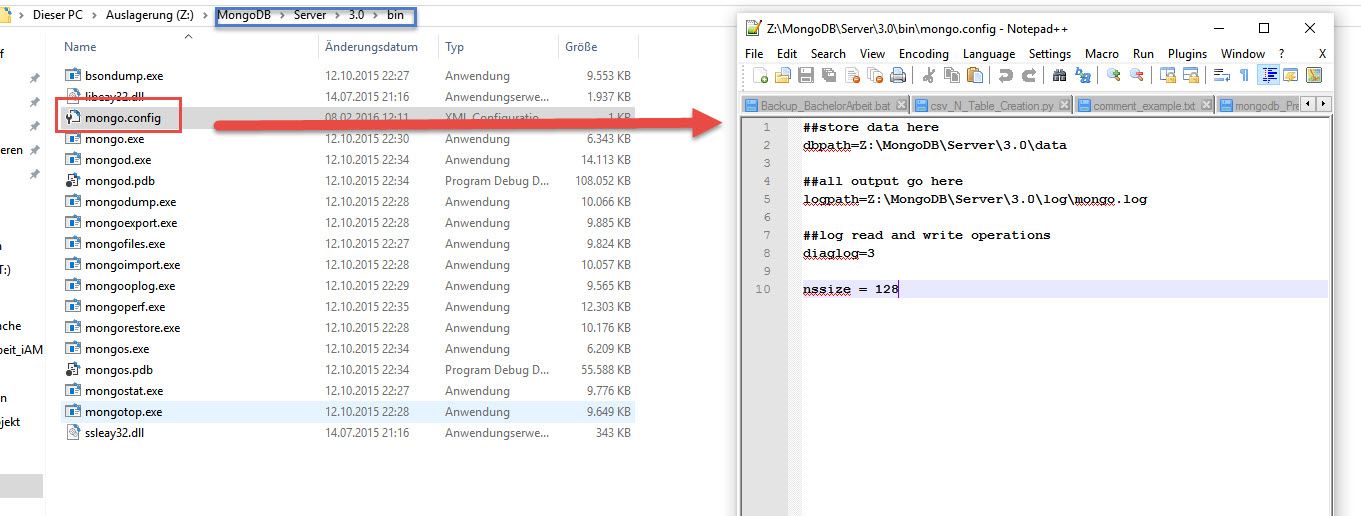 Dieser PC > Auslagerung (Z:) > MongoDB > Server > 3.0 > bin
Name Änderungsdatum Typ Größe
bsondump.exe 12.10.2015 22:27 Anwendung 9.553 KB
libeay32.dll 14.07.2015 21:16 Anwendungserwe... 1.937 KB
mongo.config 08.02.2016 12:11 XML Configuratio... 1 KB
mongo.exe 12.10.2015 22:30 Anwendung 6.343 KB
mongod.exe 12.10.2015 22:34 Anwendung 14.113 KB
mongod.pdb 12.10.2015 22:34 Program Debug D... 108.052 KB
mongodump.exe 12.10.2015 22:28 Anwendung 10.066 KB
mongoexport.exe 12.10.2015 22:28 Anwendung 9.885 KB
mongofiles.exe 12.10.2015 22:27 Anwendung 9.824 KB
mongoimport.exe 12.10.2015 22:28 Anwendung 10.057 KB
mongooplog.exe 12.10.2015 22:29 Anwendung 9.565 KB
mongoperf.exe 12.10.2015 22:35 Anwendung 12.303 KB
mongorestore.exe 12.10.2015 22:28 Anwendung 10.176 KB
mongos.exe 12.10.2015 22:34 Anwendung 6.209 KB
mongos.pdb 12.10.2015 22:34 Program Debug D... 55.588 KB
mongostat.exe 12.10.2015 22:27 Anwendung 9.776 KB
mongotop.exe 12.10.2015 22:28 Anwendung 9.649 KB
ssleay32.dll 14.07.2015 21:16 Anwendungserwe... 343 KB
f
eren
T:)
che
eit_iAM
n
jekt
Z:\MongoDB\Server\3.0\bin\mongo.config - Notepad++
File Edit Search View Encoding Language Settings Macro Run Plugins Window ? X
Backup_BachelorArbeit.bat csv_N_Table_Creation.py comment_example.txt mongodb_Pre
1 ##store data here
2 dbpath=Z:\MongoDB\Server\3.0\data
3
4 ##all output go here
5 logpath=Z:\MongoDB\Server\3.0\log\mongo.log
6
7 ##log read and write operations
8 diaglog=3
9
10 nssize = 128